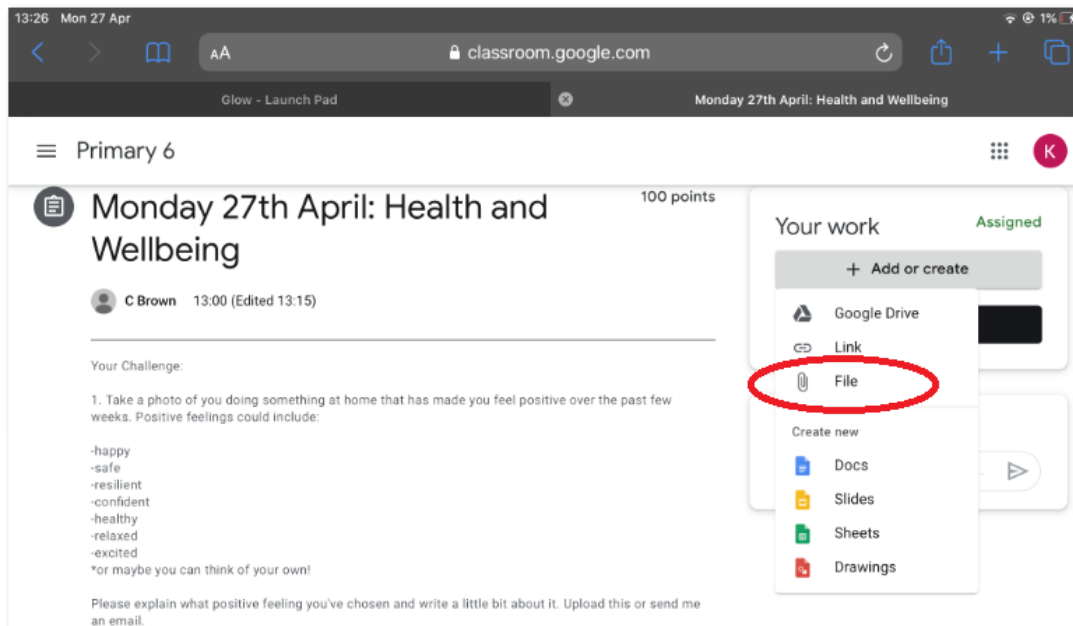 13:26 Mon 27 Apr
1%
AA classroom.google.com
Glow - Launch Pad
Monday 27th April: Health and Wellbeing
Primary 6
K
Monday 27th April: Health and
Wellbeing
100 points
C Brown 13:00 (Edited 13:15)
Your Challenge:
1. Take a photo of you doing something at home that has made you feel positive over the past few
weeks. Positive feelings could include:
-happy
-safe
-resilient
-confident
-healthy
-relaxed
-excited
*or maybe you can think of your own!
Please explain what positive feeling you've chosen and write a little bit about it. Upload this or send me
an email.
Your work
Assigned
+ Add or create
Google Drive
Link
File
Create new
Docs
Slides
Sheets
Drawings